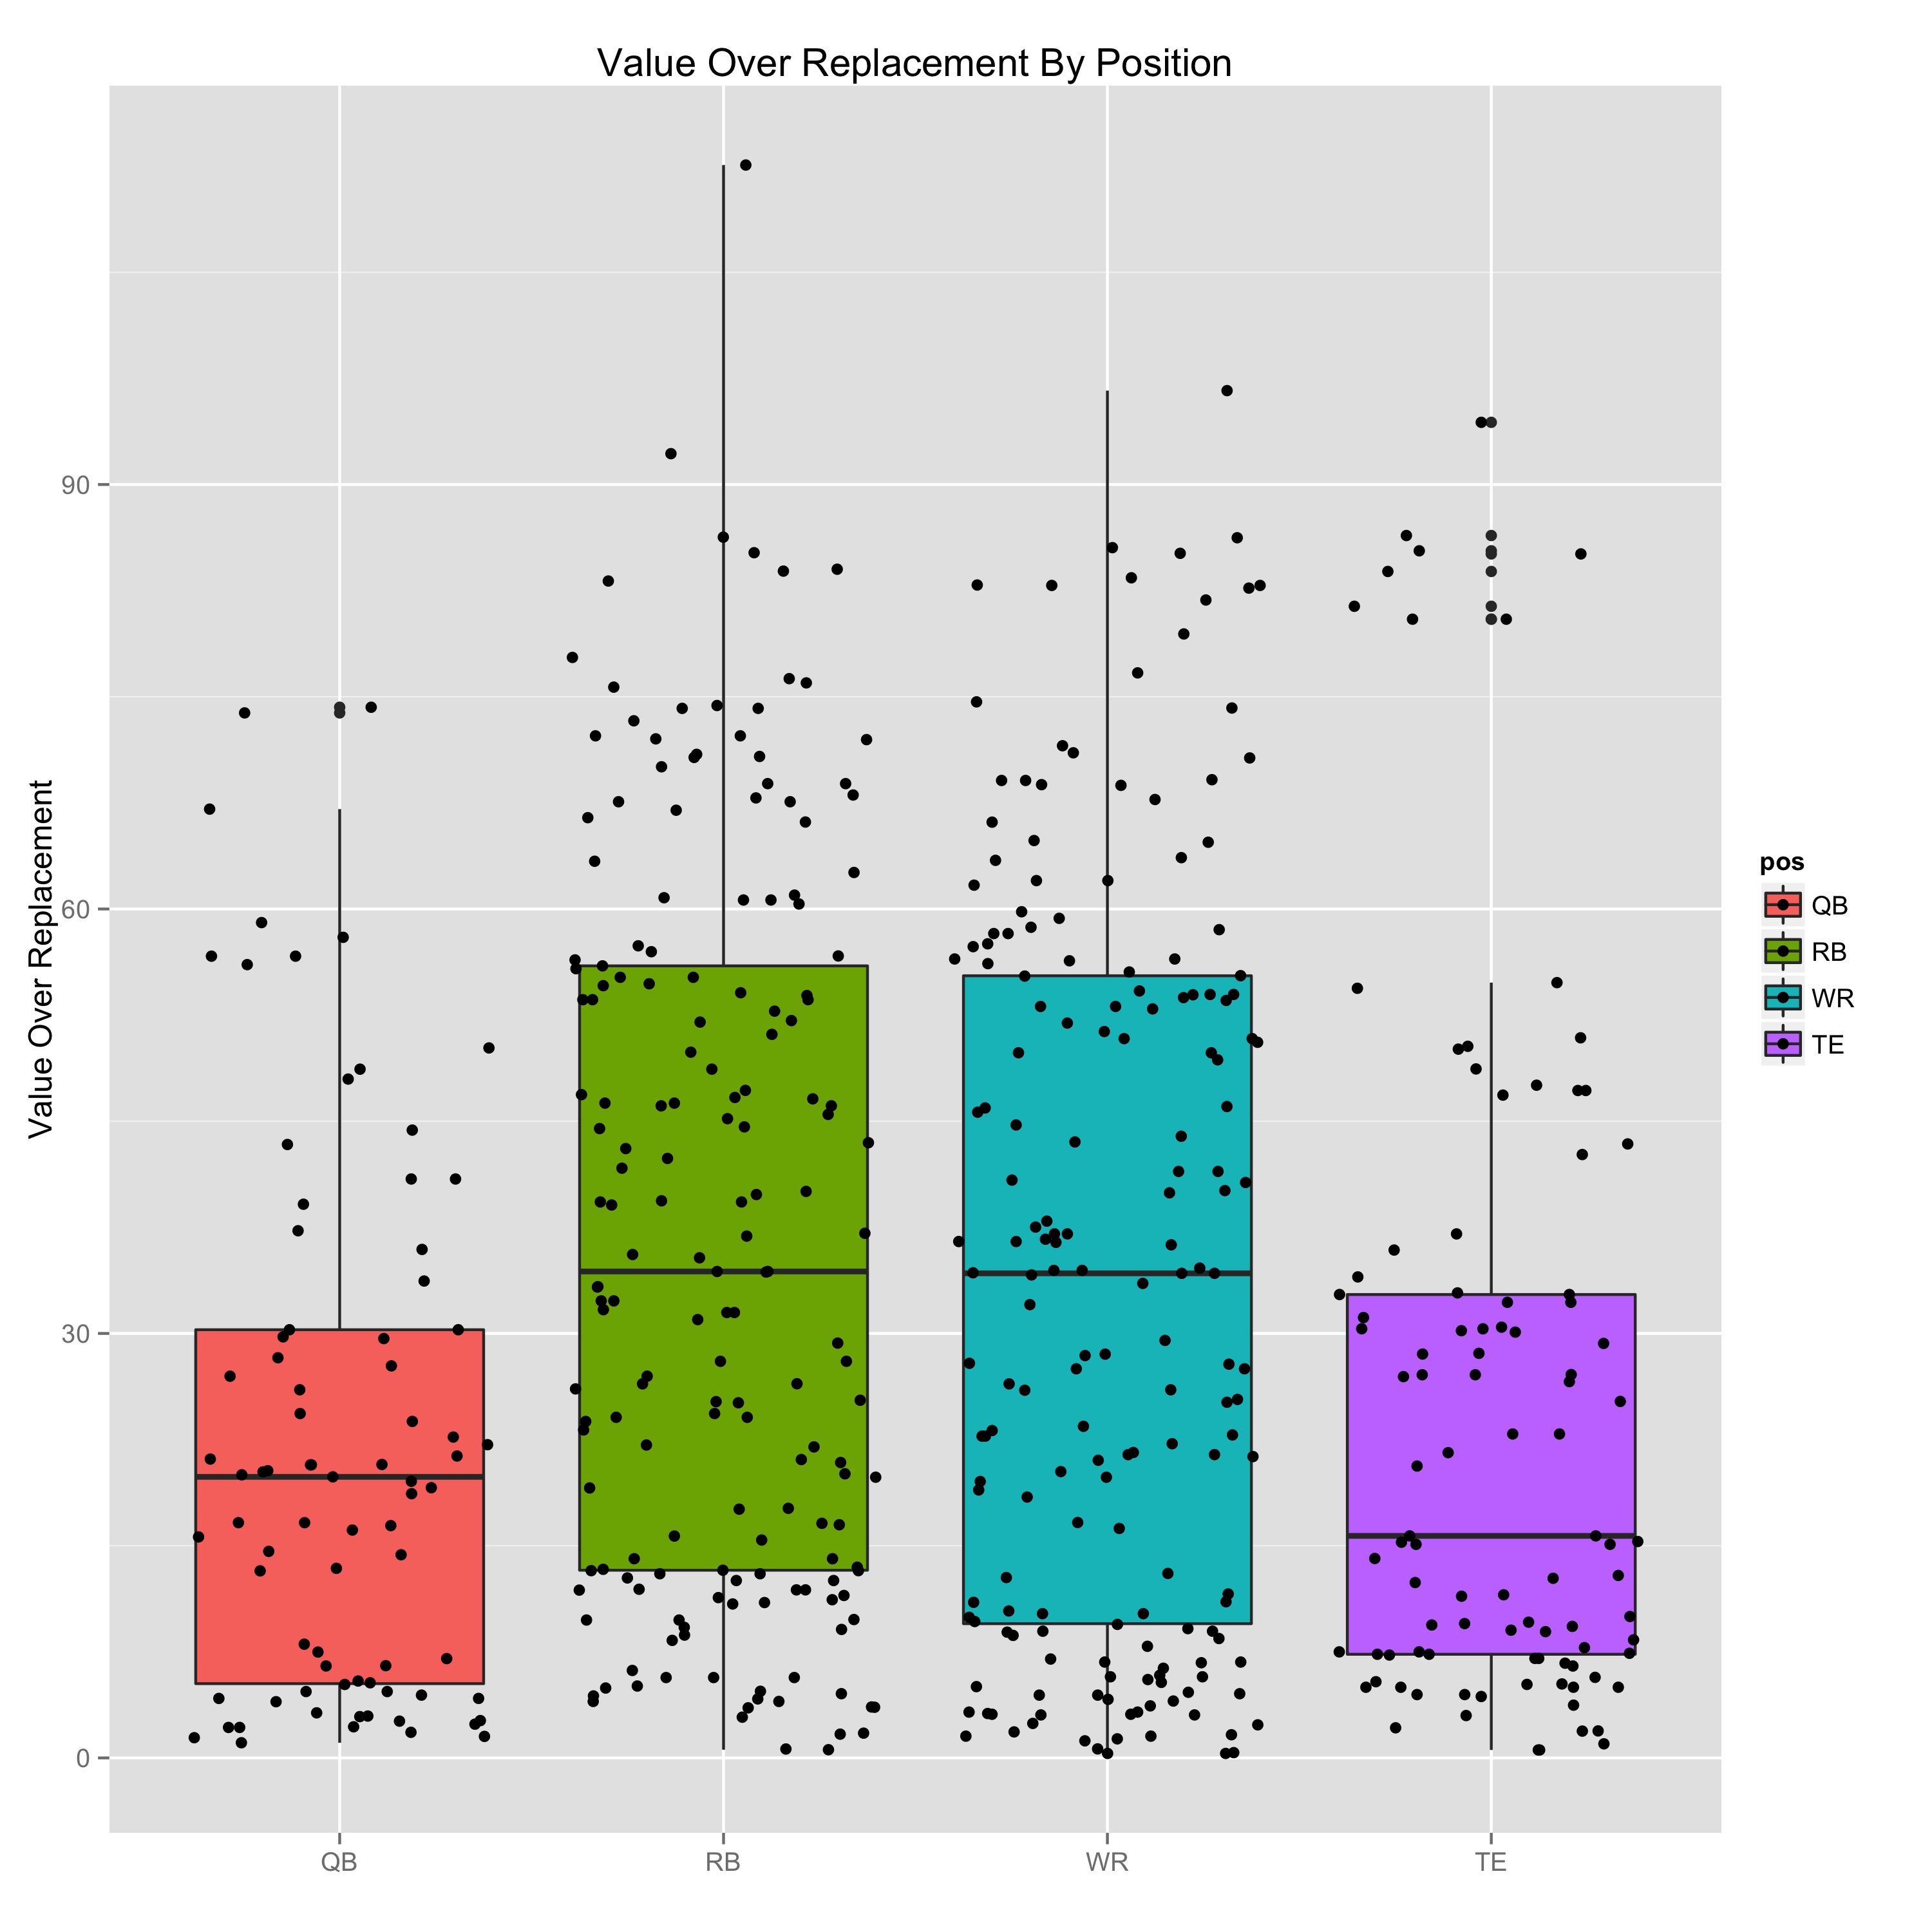 Value Over Replacement By Position
Value Over Replacement
90
60
30
0
QB
RB
WR
TE
pos
QB
RB
WR
TE